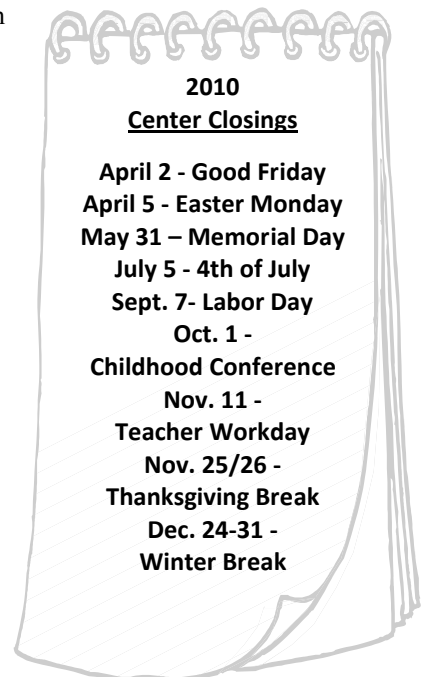 2010
Center Closings
April 2 - Good Friday
April 5 - Easter Monday
May 31 – Memorial Day
July 5 - 4th of July
Sept. 7- Labor Day
Oct. 1 -
Childhood Conference
Nov. 11 -
Teacher Workday
Nov. 25/26 -
Thanksgiving Break
Dec. 24-31 -
Winter Break